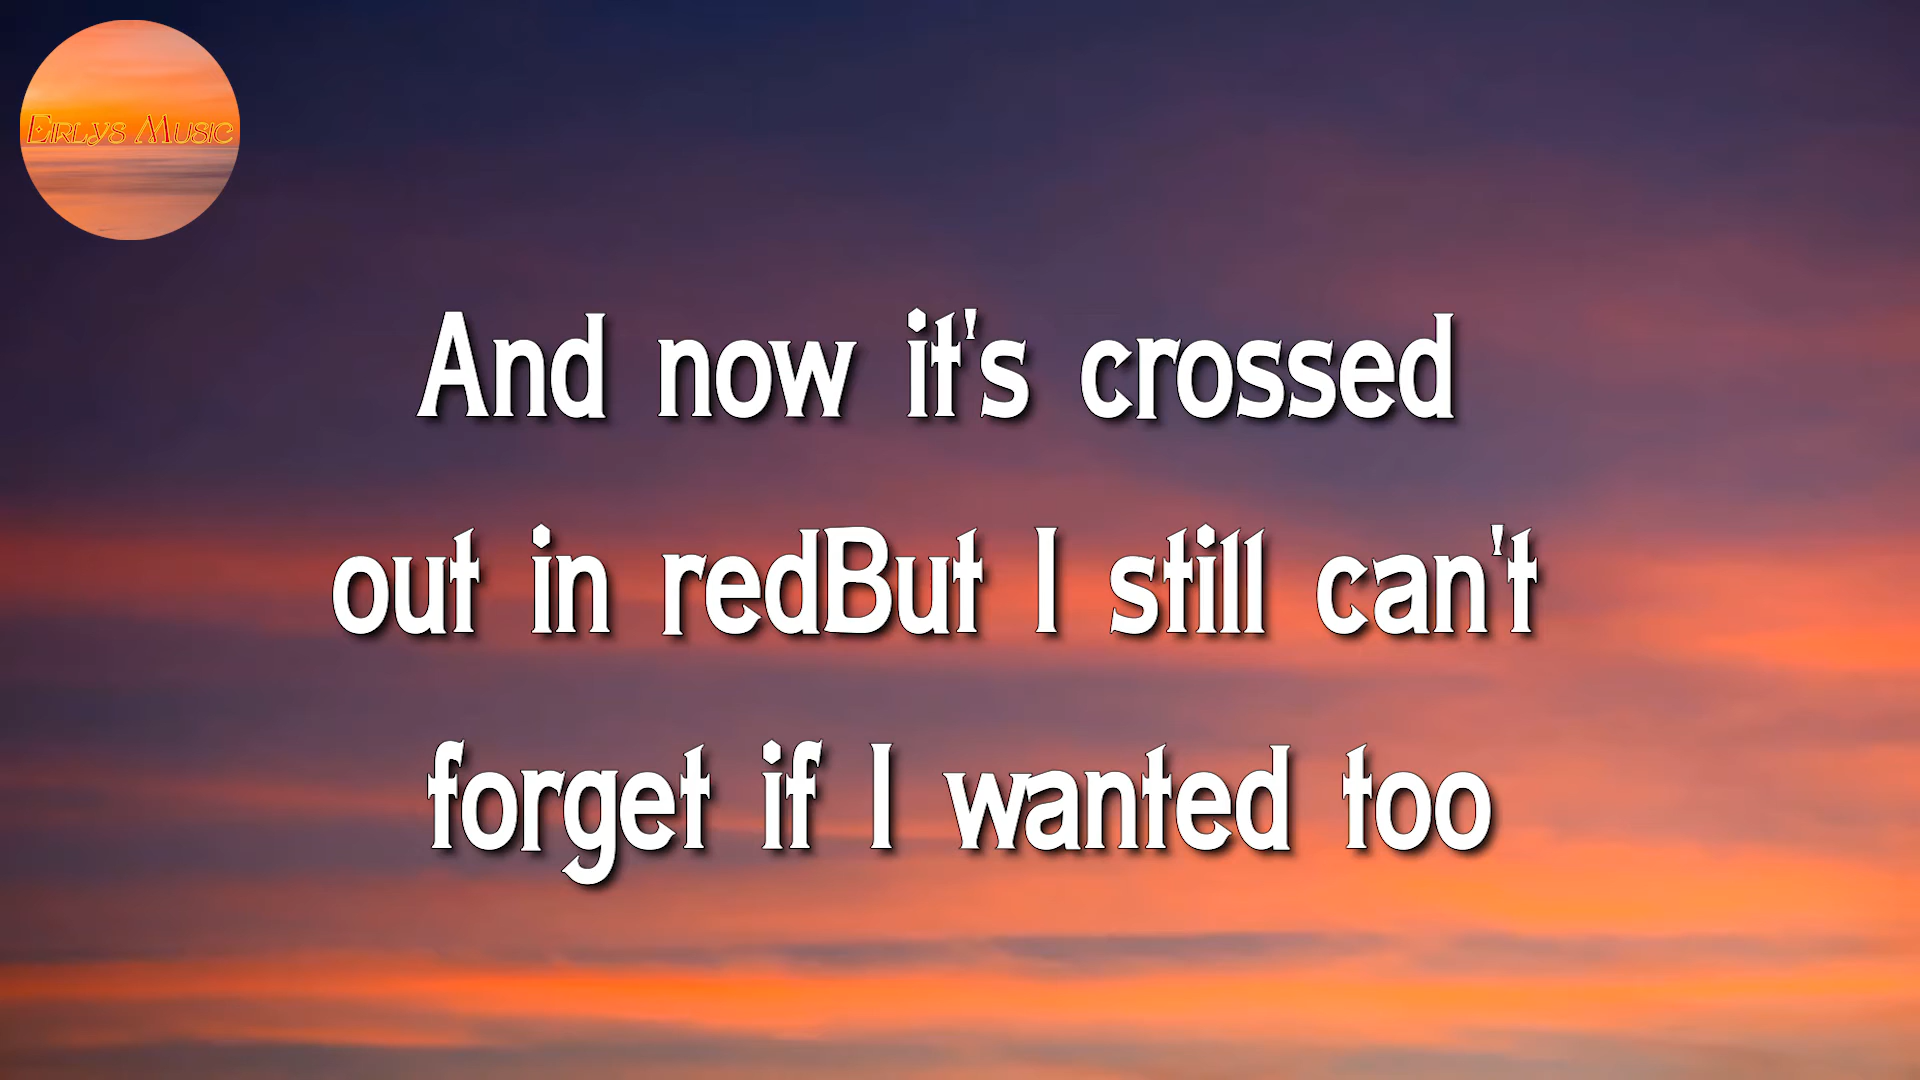 Eirlys Music
And now it's crossed
out in redBut I still can't
forget if I wanted too